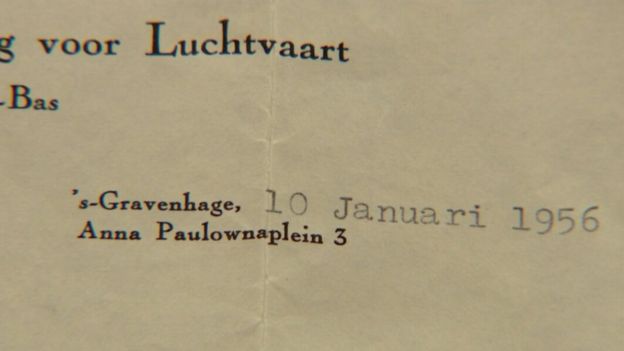 voor Luchtvaart
-Bas
's-Gravenhage, 10 Januari 1956
Anna Paulownaplein 3